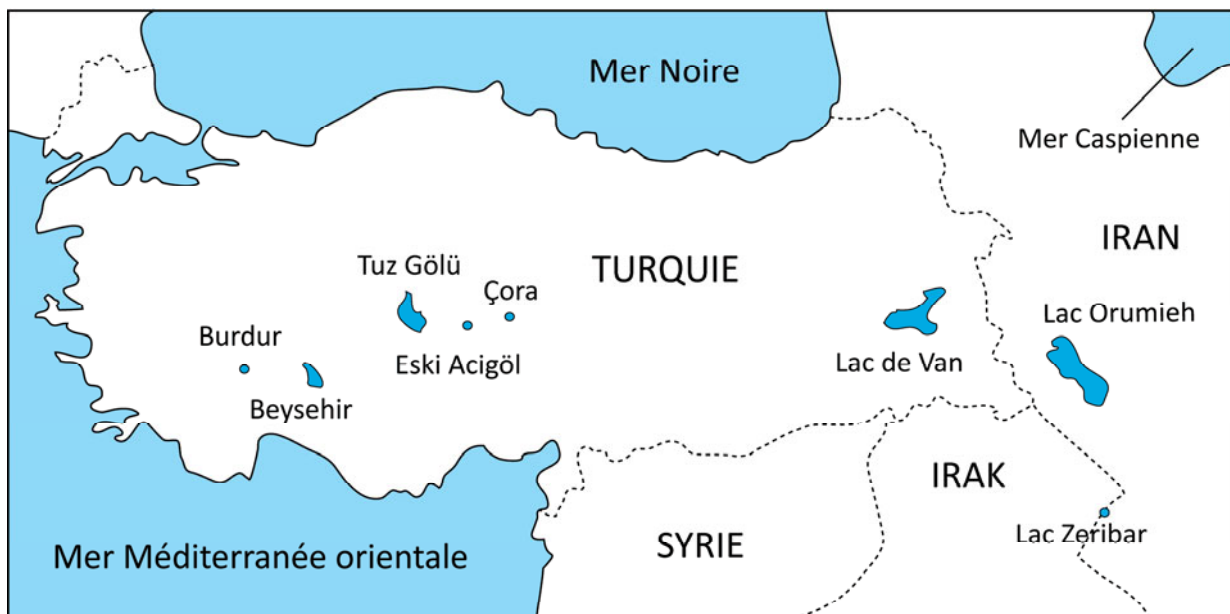 Mer Noire
Mer Caspienne
IRAN
Tuz Gölü
TURQUIE
Çora
Lac Orumieh
Burdur
Eski Acigöl
Lac de Van
Beysehir
IRAK
Lac Zeribar
SYRIE
Mer Méditerranée orientale